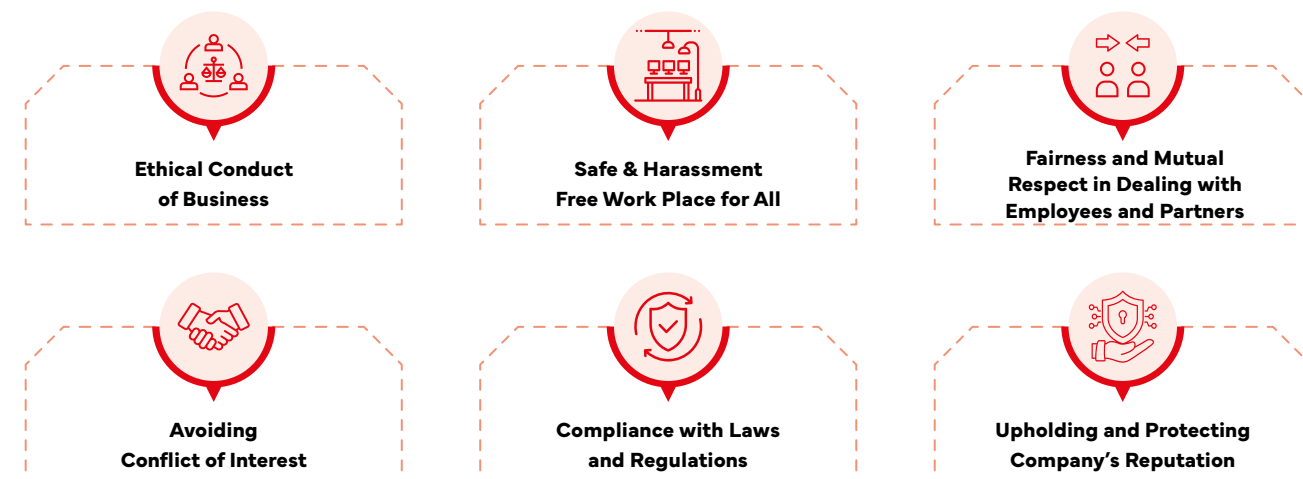 Ethical Conduct
of Business
Safe & Harassment
Free Work Place for All
Fairness and Mutual
Respect in Dealing with
Employees and Partners
Avoiding
Conflict of Interest
Compliance with Laws
and Regulations
Upholding and Protecting
Company’s Reputation